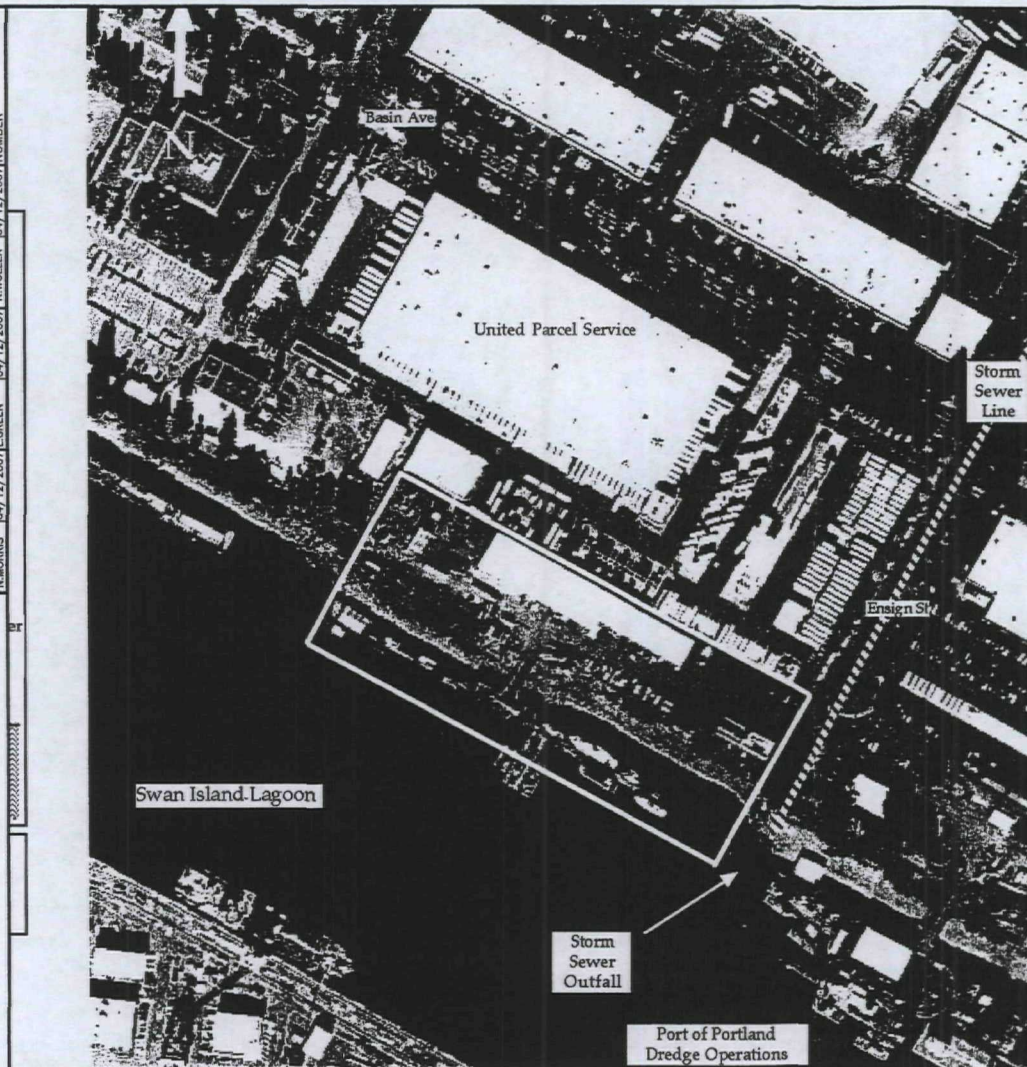 N
Basin Ave
United Parcel Service
Storm
Sewer
Line
Ensign St
Swan Island Lagoon
Storm
Sewer
Outfall
Port of Portland
Dredge Operations